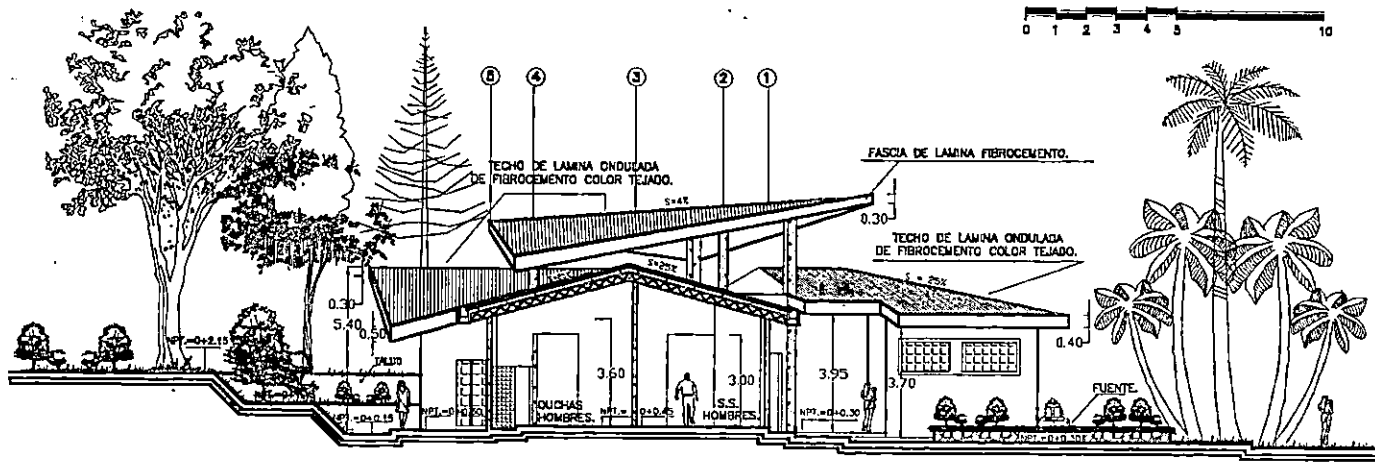 0 1 2 3 4 5 10
5 4 3 2 1
TECHO DE LAMINA ONDULADA
DE FIBROCEMENTO COLOR TEJADO.
FASCIA DE LAMINA FIBROCEMENTO.
S=4%
0.30
TECHO DE LAMINA ONDULADA
DE FIBROCEMENTO COLOR TEJADO.
S=25%
S = 25%
0.30
5.40
0.50
0.40
NPT.=0+2.15
TALUD
3.60
3.00
3.95
3.70
DUCHAS
HOMBRES.
S.S.
HOMBRES.
NPT.=0+0.15
NPT.=0+0.45
NPT.=0+0.30
FUENTE.